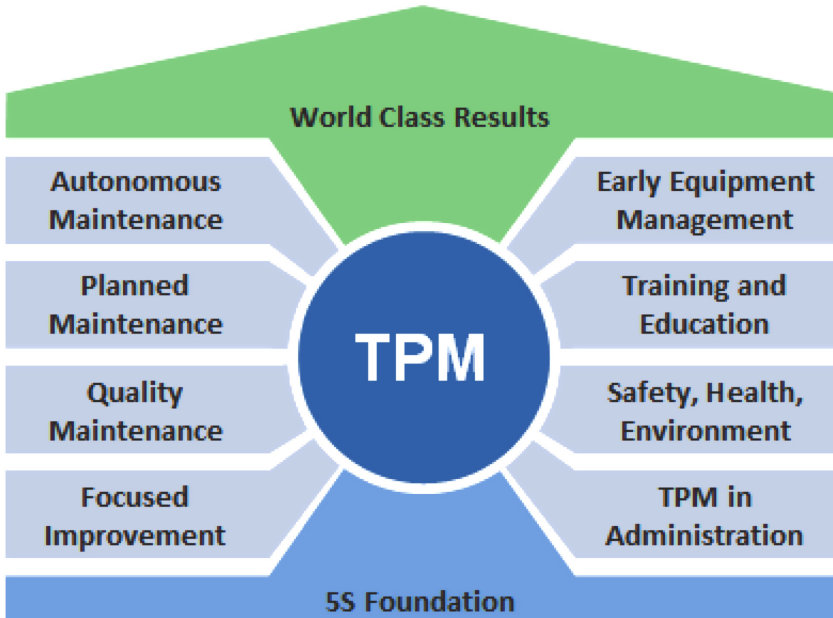 World Class Results
Autonomous
Maintenance
Early Equipment
Management
Planned
Maintenance
Training and
Education
TPM
Quality
Maintenance
Safety, Health,
Environment
Focused
Improvement
TPM in
Administration
5S Foundation